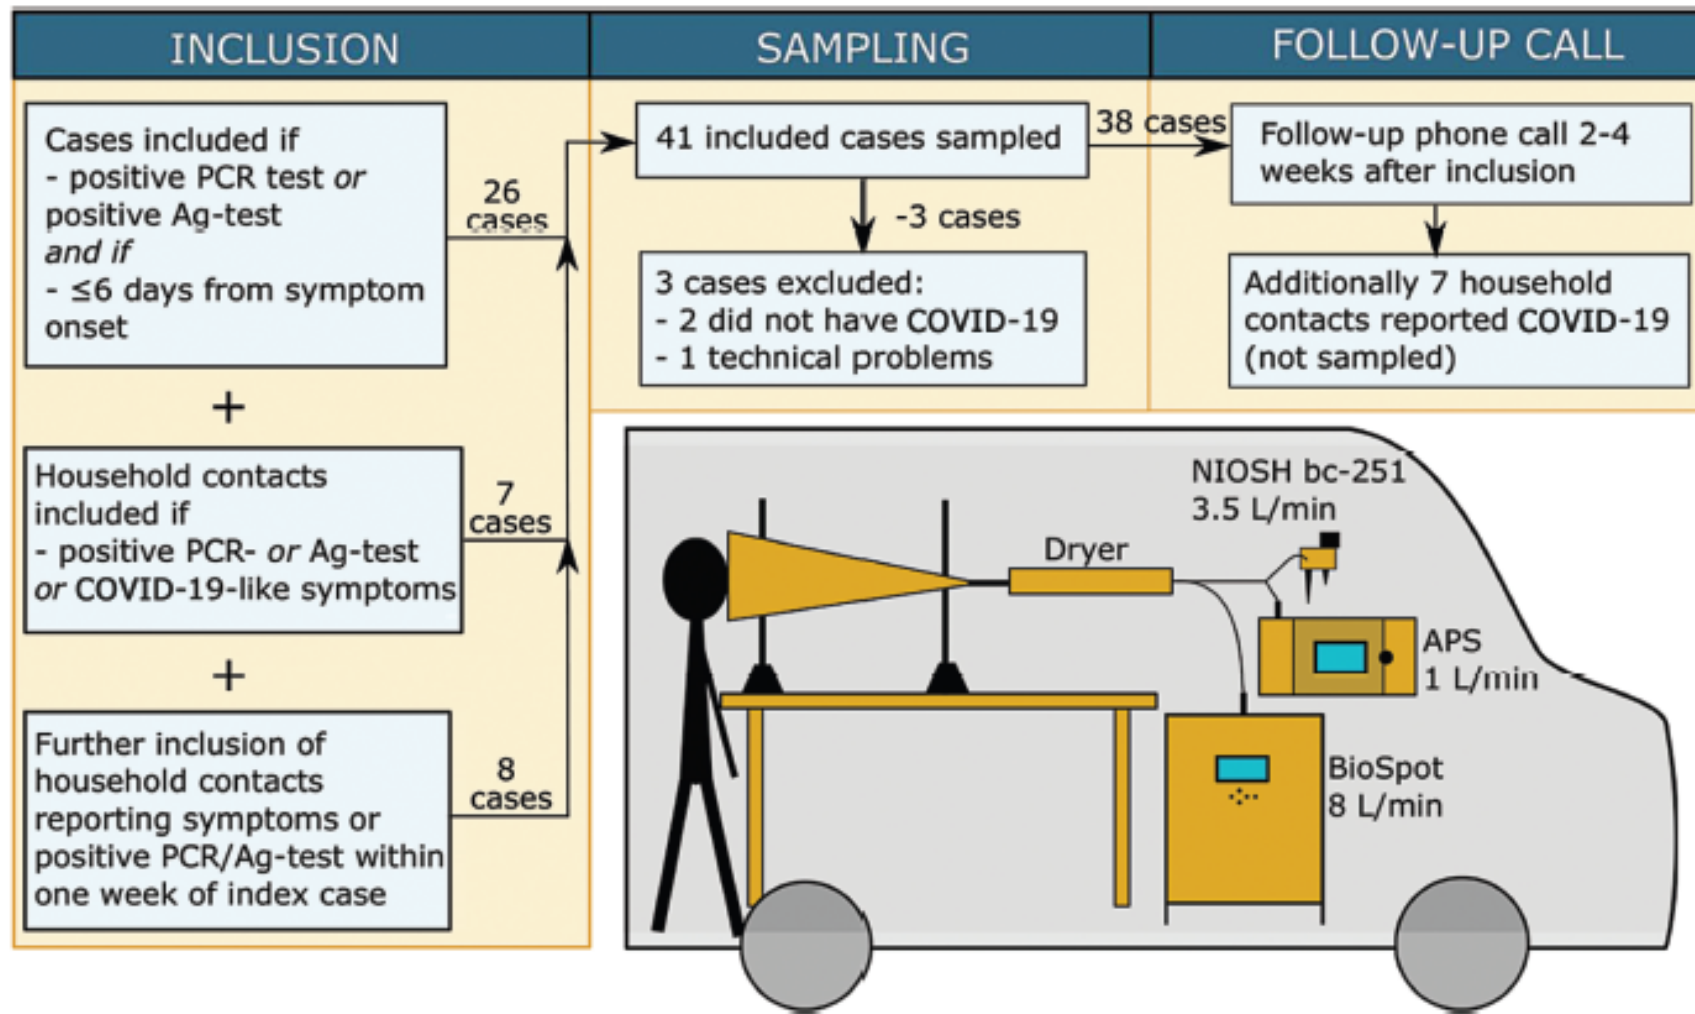 INCLUSION
Cases included if
- positive PCR test or
positive Ag-test
and if
- ≤6 days from symptom
onset
26
cases
+
Household contacts
included if
- positive PCR- or Ag-test
or COVID-19-like symptoms
7
cases
+
Further inclusion of
household contacts
reporting symptoms or
positive PCR/Ag-test within
one week of index case
8
cases
SAMPLING
41 included cases sampled
38 cases
-3 cases
3 cases excluded:
- 2 did not have COVID-19
- 1 technical problems
FOLLOW-UP CALL
Follow-up phone call 2-4
weeks after inclusion
Additionally 7 household
contacts reported COVID-19
(not sampled)
NIOSH bc-251
3.5 L/min
Dryer
APS
1 L/min
BioSpot
8 L/min